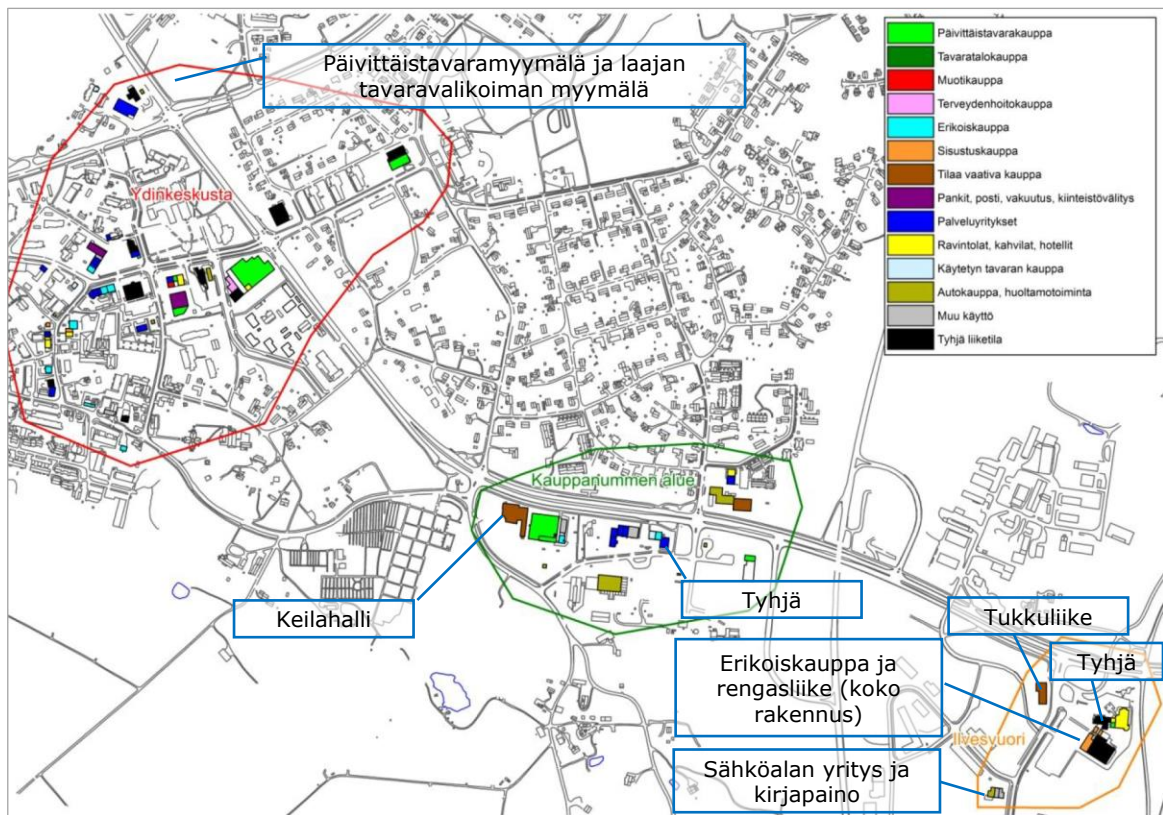 Päivittäistavaramyymälä ja laajan
tavaravalikoiman myymälä
Päivittäistavarakauppa
Tavaratalokauppa
Muotikauppa
Terveydenhoitokauppa
Erikoiskauppa
Sisustuskauppa
Tilaa vaativa kauppa
Pankit, posti, vakuutus, kiinteistövälitys
Palveluyritykset
Ravintolat, kahvilat, hotellit
Käytetyn tavaran kauppa
Autokauppa, huoltamotoiminta
Muu käyttö
Tyhjä liiketila
Ydinkeskusta
Kauppanummen alue
Keilahalli
Tyhjä
Tukkuliike
Tyhjä
Erikoiskauppa ja
rengasliike (koko
rakennus)
Ilvesvuori
Sähköalan yritys ja
kirjapaino